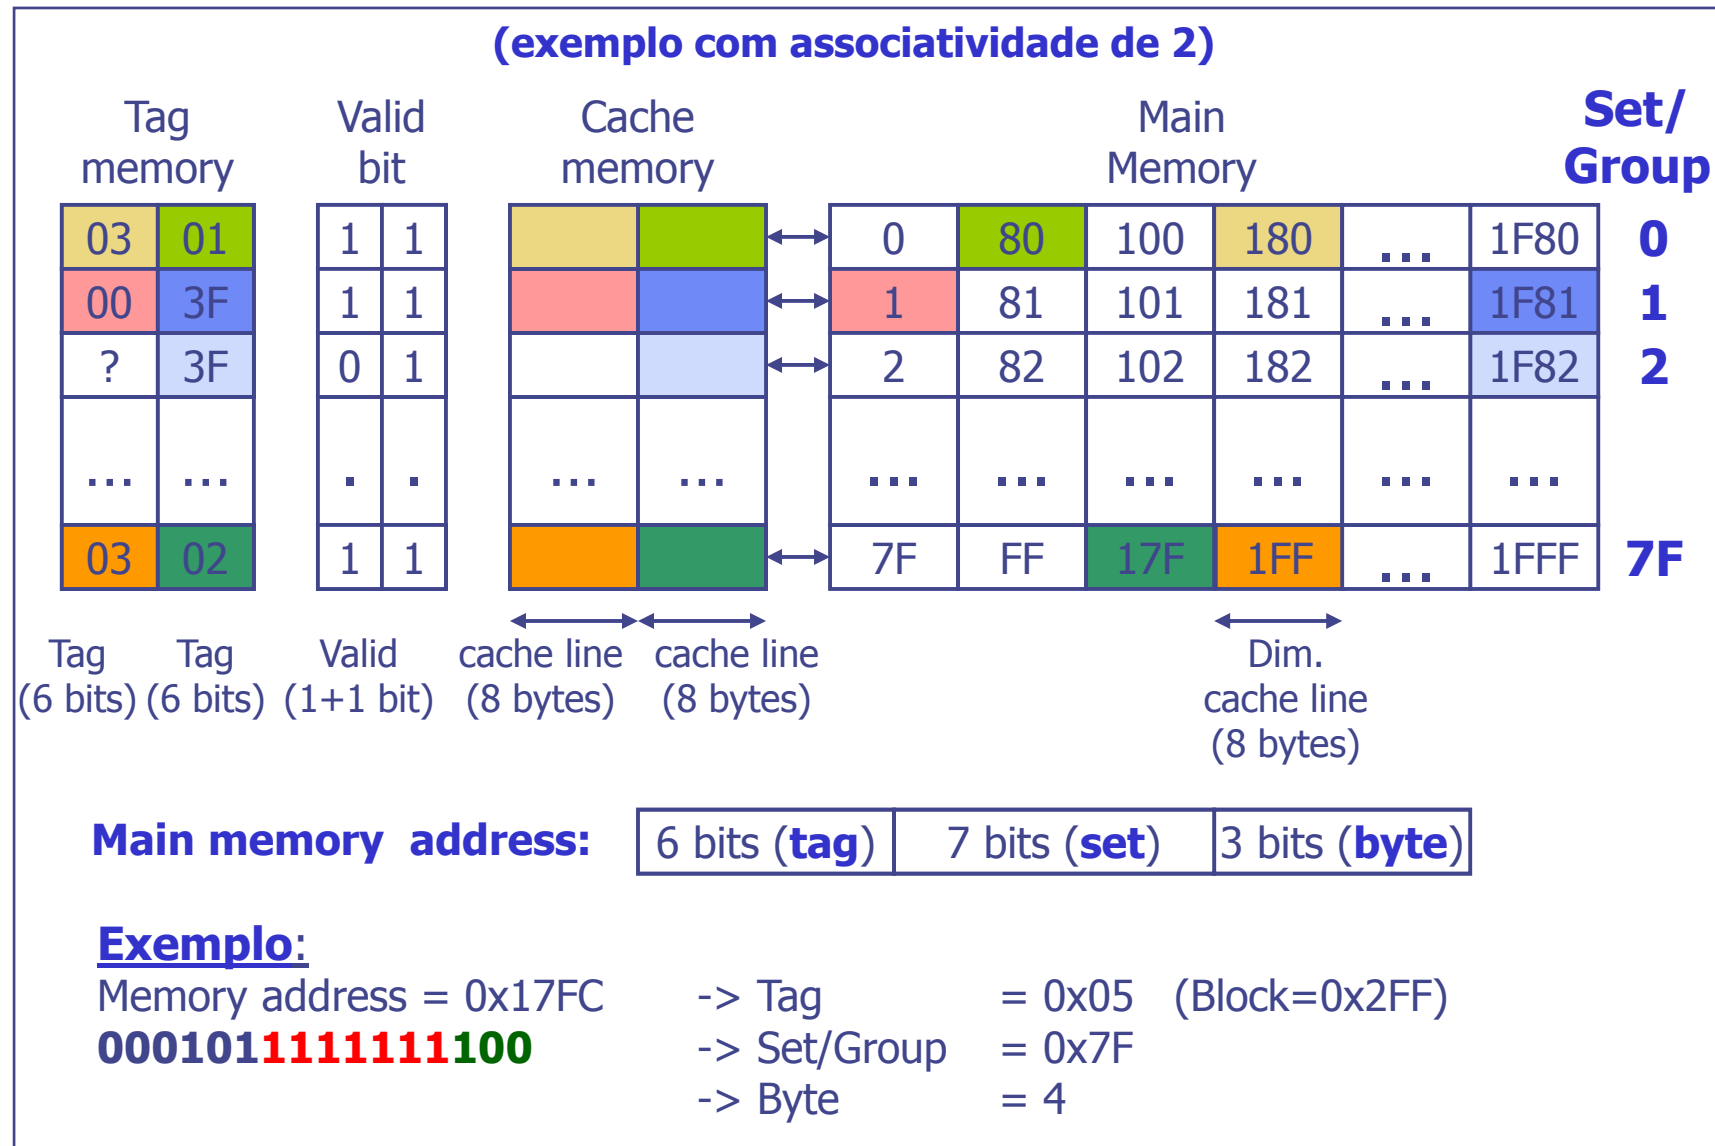 (exemplo com associatividade de 2)
Tag memory Valid bit Cache memory Main Memory Set/ Group
03 01 1 1 0 80 100 180 ... 1F80 0
00 3F 1 1 1 81 101 181 ... 1F81 1
? 3F 0 1 2 82 102 182 ... 1F82 2
... ... . . ... ... ... ... ... ... ... ...
03 02 1 1 7F FF 17F 1FF ... 1FFF 7F
Tag Tag Valid cache line cache line Dim.
(6 bits) (6 bits) (1+1 bit) (8 bytes) (8 bytes) cache line
(8 bytes)
Main memory address: 6 bits (tag) 7 bits (set) 3 bits (byte)
Exemplo:
Memory address = 0x17FC -> Tag = 0x05 (Block=0x2FF)
0001011111111100 -> Set/Group = 0x7F
-> Byte = 4